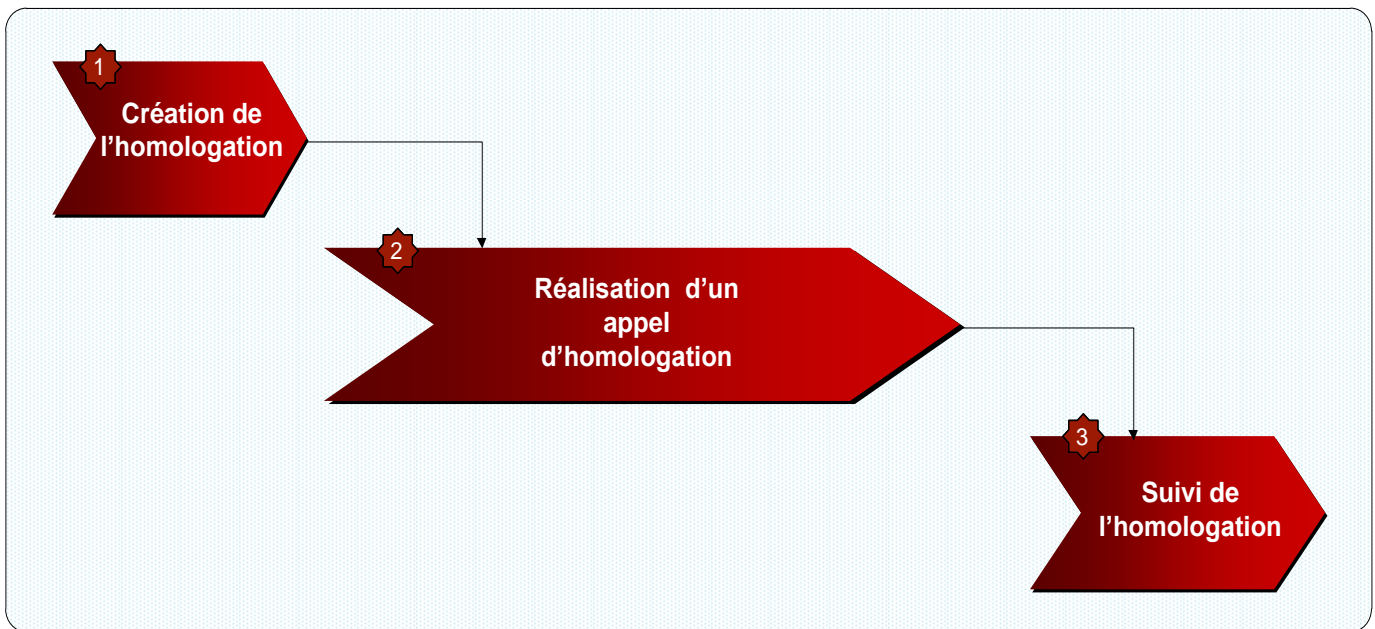 1
Création de
l’homologation
2
Réalisation  d’un
appel
d’homologation
3
Suivi de
l’homologation